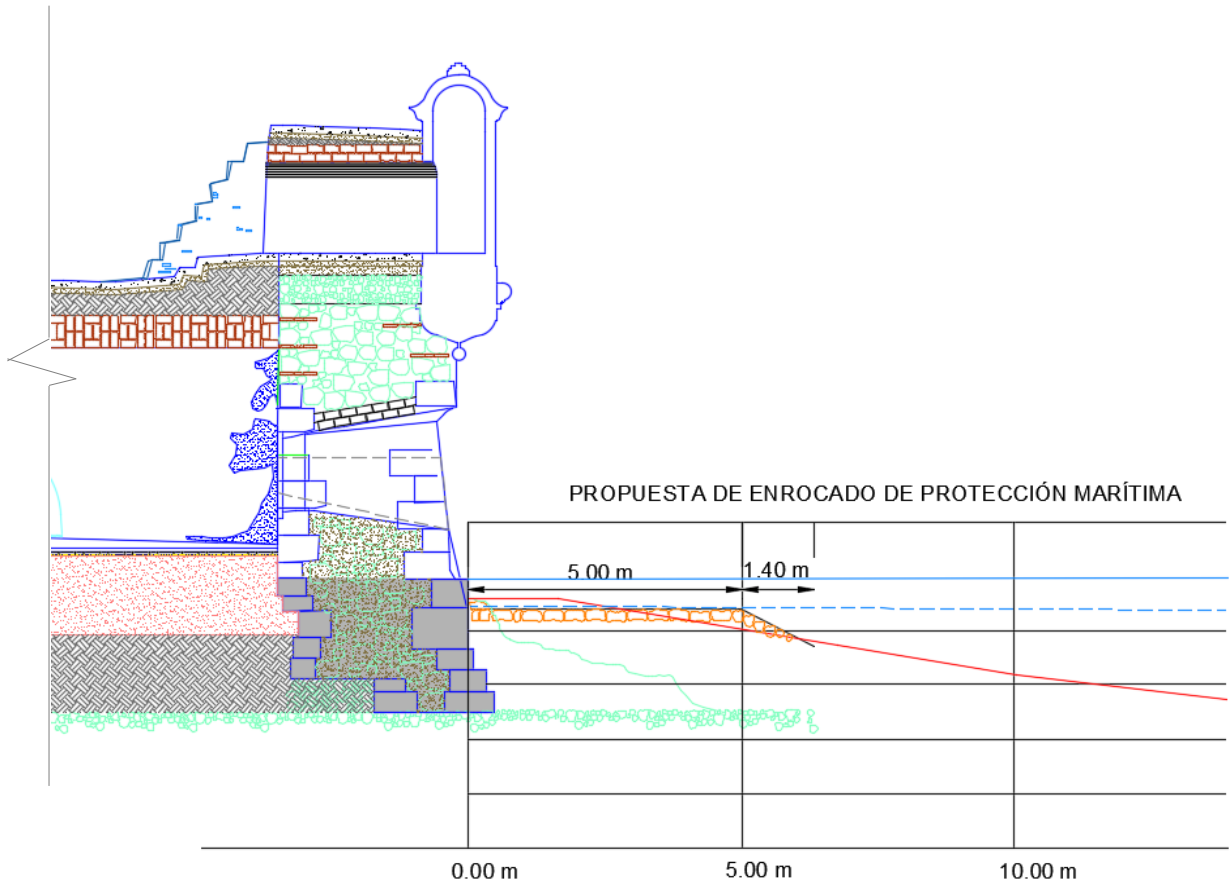 PROPUESTA DE ENROCADO DE PROTECCIÓN MARÍTIMA
5.00 m
1.40 m
0.00 m
5.00 m
10.00 m